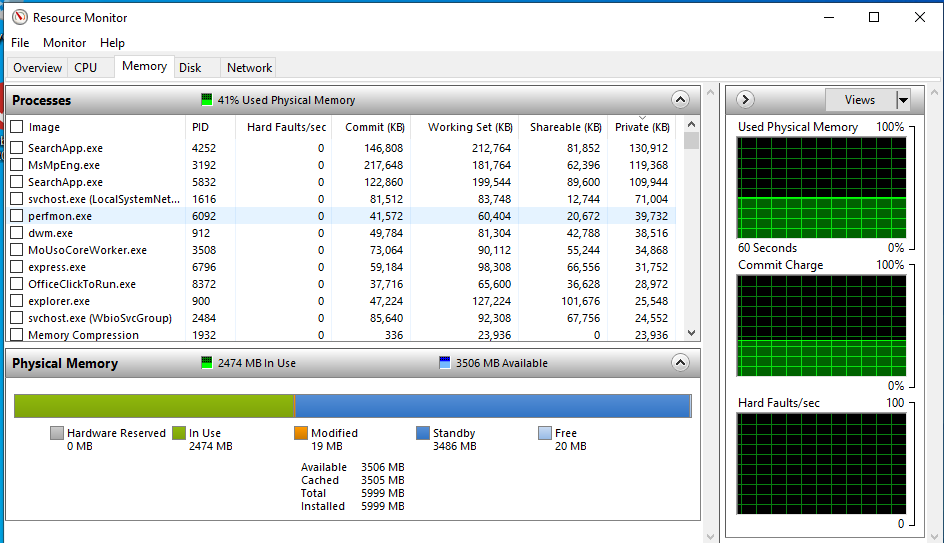 Resource Monitor
File Monitor Help
Overview CPU Memory Disk Network
Processes 41% Used Physical Memory
Image PID Hard Faults/sec Commit (KB) Working Set (KB) Shareable (KB) Private (KB)
SearchApp.exe 4252 0 146,808 212,764 81,852 130,912
MsMpEng.exe 3192 0 217,648 181,764 62,396 119,368
SearchApp.exe 5832 0 122,860 199,544 89,600 109,944
svchost.exe (LocalSystemNet... 1616 0 81,512 83,748 12,744 71,004
perfmon.exe 6092 0 41,572 60,404 20,672 39,732
dwm.exe 912 0 49,784 81,304 42,788 38,516
MoUsoCoreWorker.exe 3508 0 73,064 90,112 55,244 34,868
express.exe 6796 0 59,184 98,308 66,556 31,752
OfficeClickToRun.exe 8372 0 37,716 65,600 36,628 28,972
explorer.exe 900 0 47,224 127,224 101,676 25,548
svchost.exe (WbioSvcGroup) 2484 0 85,640 92,308 67,756 24,552
Memory Compression 1932 0 336 23,936 0 23,936
Physical Memory 2474 MB In Use 3506 MB Available
Hardware Reserved In Use Modified Standby Free
0 MB 2474 MB 19 MB 3486 MB 20 MB
Available 3506 MB
Cached 3505 MB
Total 5999 MB
Installed 5999 MB
Views
Used Physical Memory 100%
60 Seconds 0%
Commit Charge 100%
0%
Hard Faults/sec 100
0